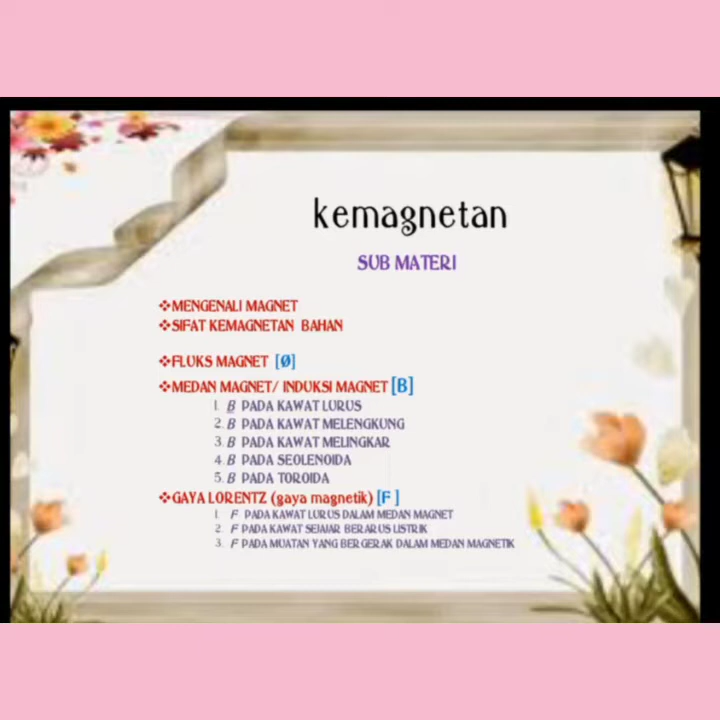 kemagnetan
SUB MATERI
❖MENGENALI MAGNET
❖SIFAT KEMAGNETAN BAHAN
❖FLUKS MAGNET [Ø]
❖MEDAN MAGNET/ INDUKSI MAGNET [B]
1. B PADA KAWAT LURUS
2. B PADA KAWAT MELENGKUNG
3. B PADA KAWAT MELINGKAR
4. B PADA SEOLENOIDA
5. B PADA TOROIDA
❖GAYA LORENTZ (gaya magnetik) [F ]
1. F PADA KAWAT LURUS DALAM MEDAN MAGNET
2. F PADA KAWAT SEJAJAR BERARUS LISTRIK
3. F PADA MUATAN YANG BERGERAK DALAM MEDAN MAGNETIK